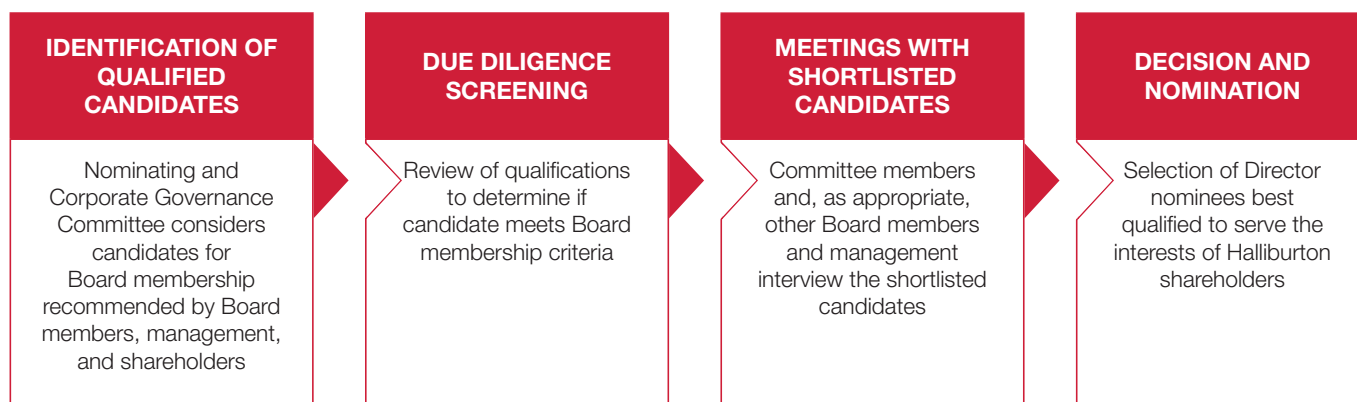 IDENTIFICATION OF
QUALIFIED
CANDIDATES
Nominating and
Corporate Governance
Committee considers
candidates for
Board membership
recommended by Board
members, management,
and shareholders
DUE DILIGENCE
SCREENING
Review of qualifications
to determine if
candidate meets Board
membership criteria
MEETINGS WITH
SHORTLISTED
CANDIDATES
Committee members
and, as appropriate,
other Board members
and management
interview the shortlisted
candidates
DECISION AND
NOMINATION
Selection of Director
nominees best
qualified to serve the
interests of Halliburton
shareholders